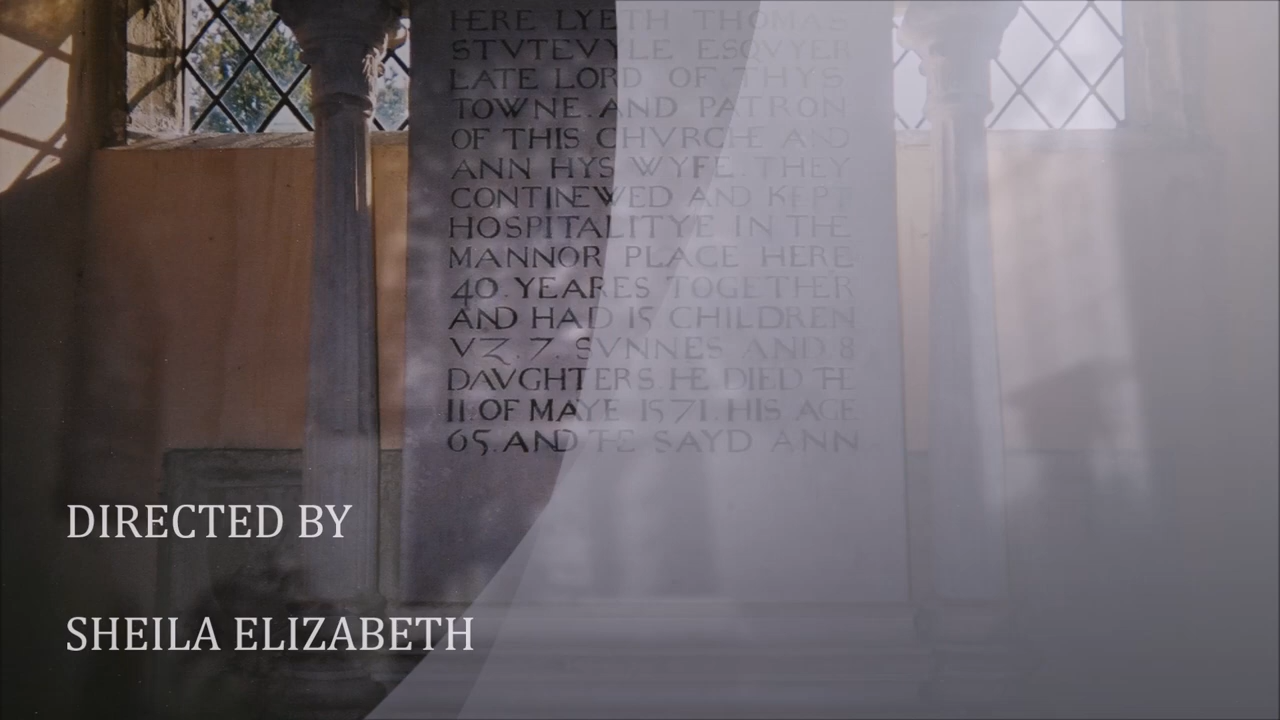 HERE LYETH THOMAS
STVTEVYLE ESQVYER
LATE LORD OF THYS
TOWNE.AND PATRON
OF THIS CHVRCHE AND
ANN HYS WYFE.THEY
CONTINEWED AND KEPT
HOSPITALITYE IN THE
MANNOR PLACE HERE
40.YEARES TOGETHER
AND HAD 15 CHILDREN
VZ.7.SVNNES AND 8
DAVGHTERS.HE DIED THE
11.OF MAYE 1571.HIS AGE
65.AND THE SAYD ANN
DIRECTED BY
SHEILA ELIZABETH